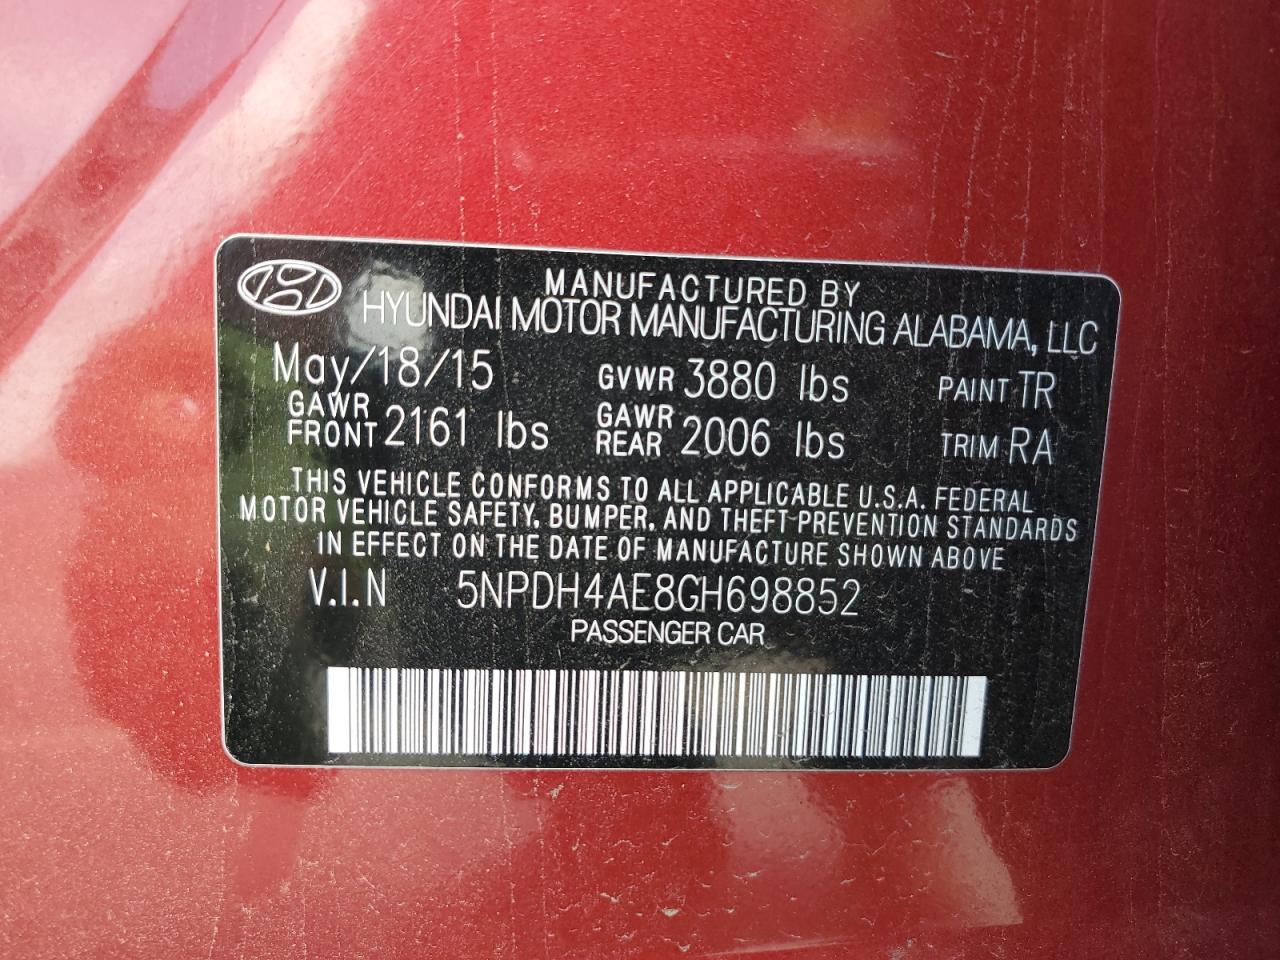 MANUFACTURED BY
HYUNDAI MOTOR MANUFACTURING ALABAMA, LLC
May/18/15 GVWR 3880 lbs PAINT TR
GAWR FRONT 2161 lbs GAWR REAR 2006 lbs TRIM RA
THIS VEHICLE CONFORMS TO ALL APPLICABLE U.S.A. FEDERAL
MOTOR VEHICLE SAFETY, BUMPER, AND THEFT PREVENTION STANDARDS
IN EFFECT ON THE DATE OF MANUFACTURE SHOWN ABOVE
V.I.N 5NPDH4AE8GH698852
PASSENGER CAR